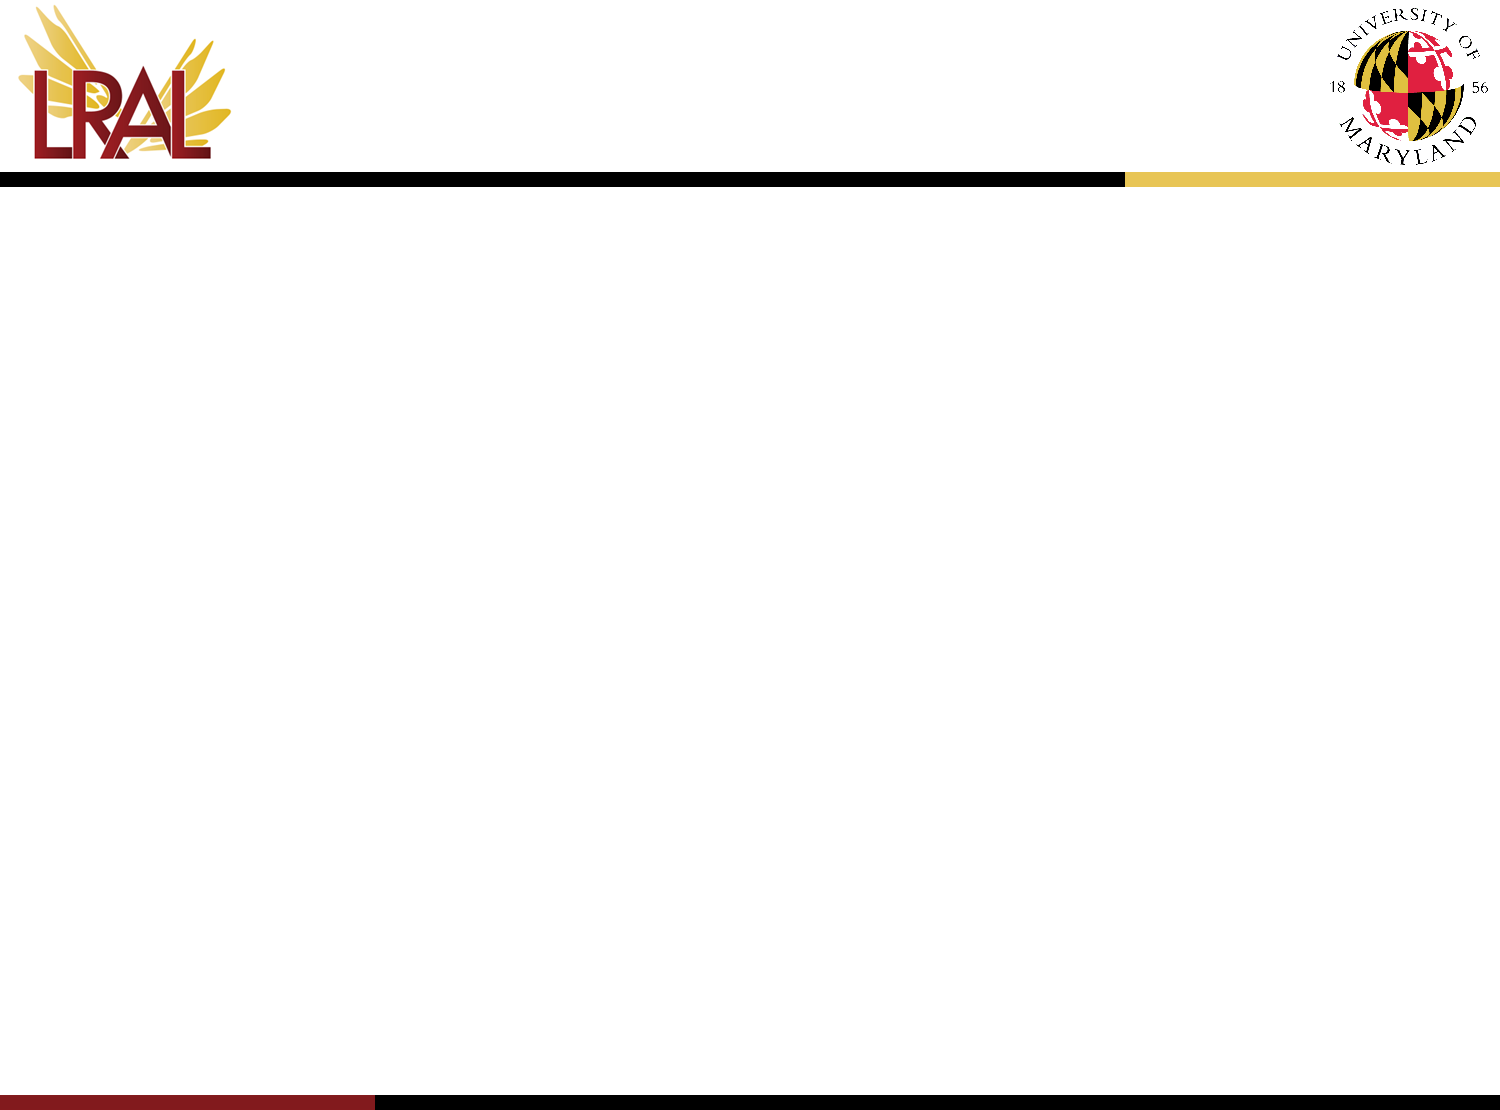 LRAL
UNIVERSITY OF
18 56
MARYLAND